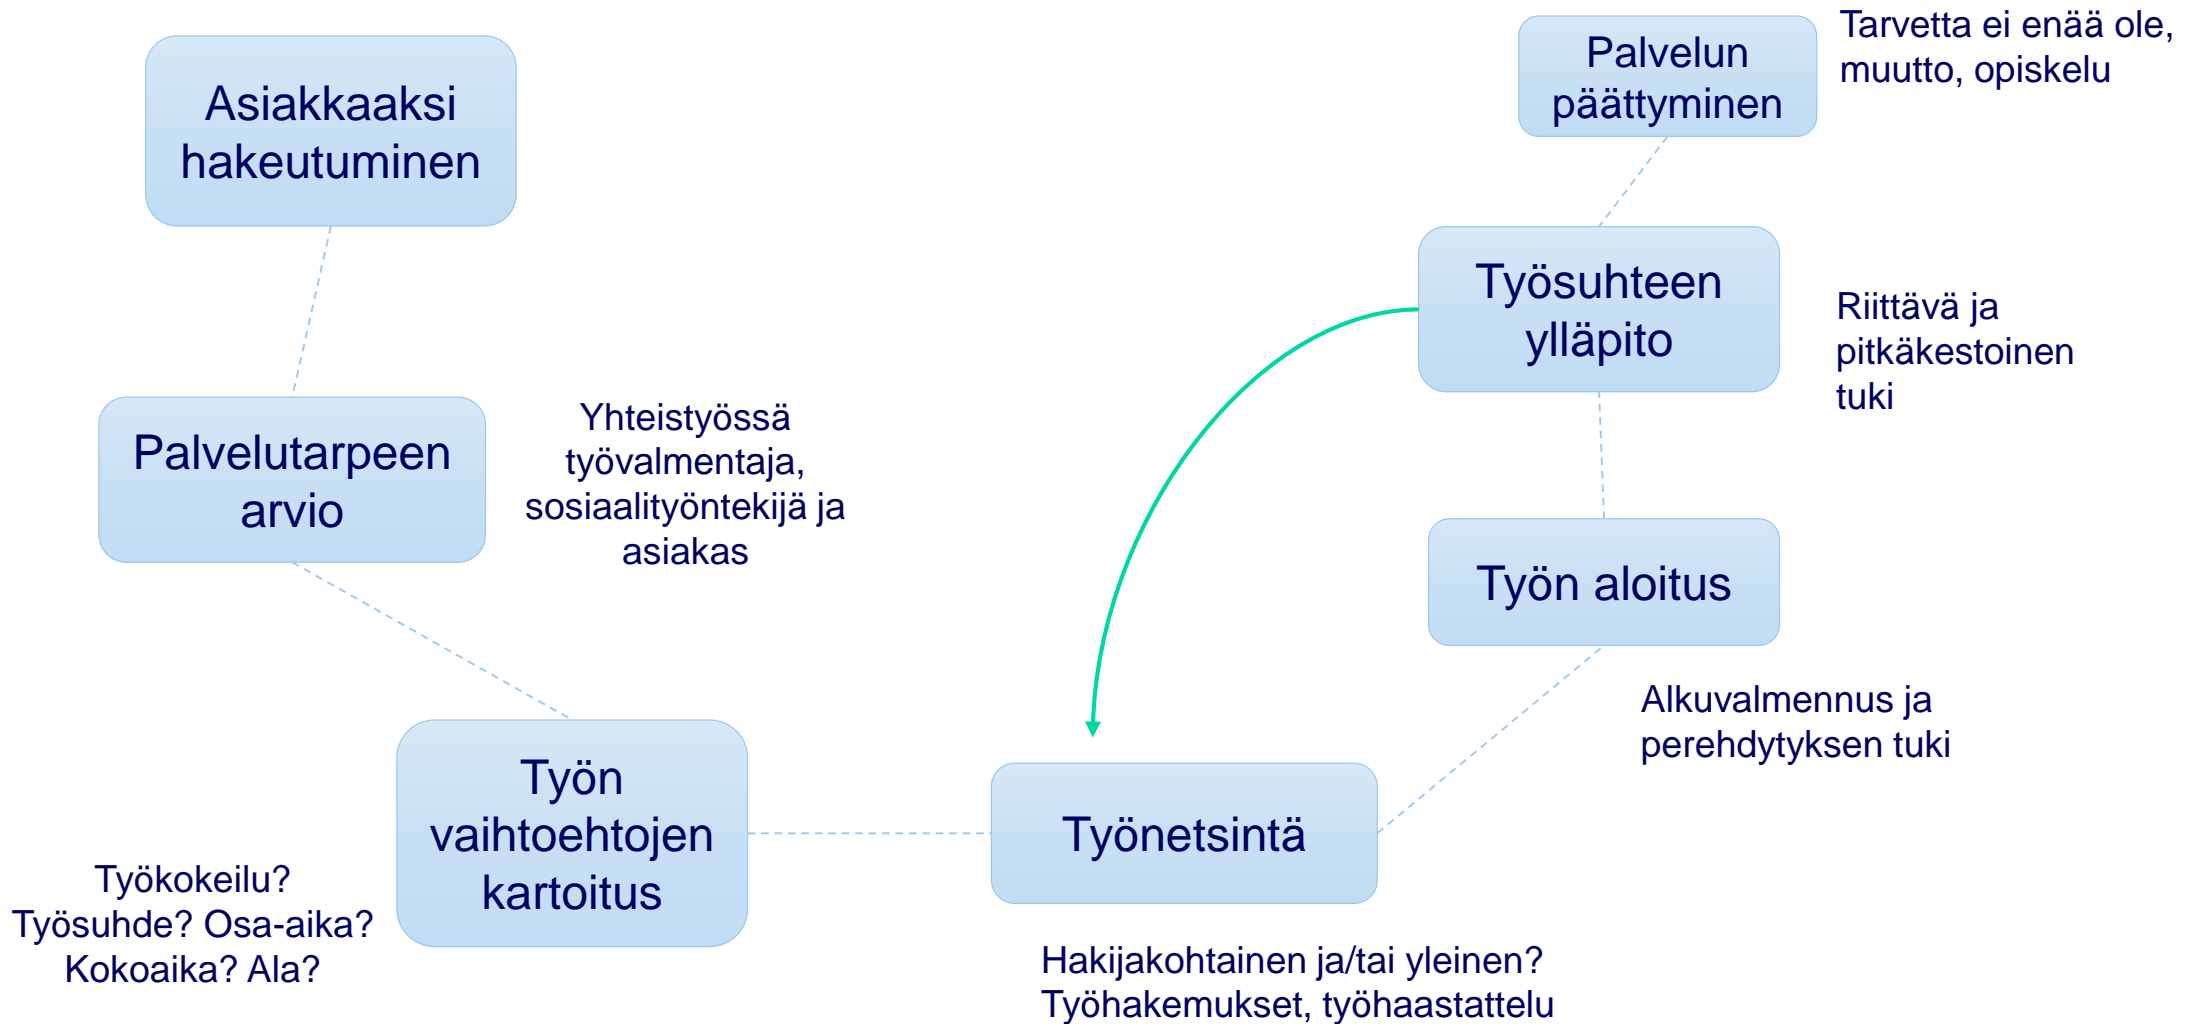 Asiakkaaksi
hakeutuminen
Palvelutarpeen
arvio
Yhteistyössä
työvalmentaja,
sosiaalityöntekijä ja
asiakas
Työn
vaihtoehtojen
kartoitus
Työkokeilu?
Työsuhde? Osa-aika?
Kokoaika? Ala?
Työnetsintä
Hakijakohtainen ja/tai yleinen?
Työhakemukset, työhaastattelu
Työn aloitus
Alkuvalmennus ja
perehdytyksen tuki
Työsuhteen
ylläpito
Riittävä ja
pitkäkestoinen
tuki
Palvelun
päättyminen
Tarvetta ei enää ole,
muutto, opiskelu